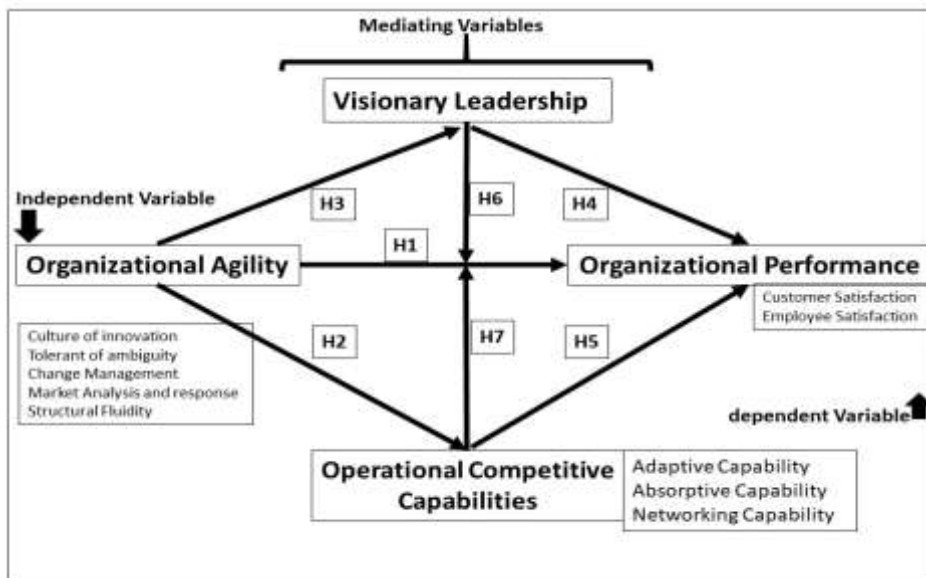 Mediating Variables
Visionary Leadership
Independent Variable
H3
H6
H4
H1
Organizational Agility
Organizational Performance
Customer Satisfaction
Employee Satisfaction
Culture of innovation
Tolerant of ambiguity
Change Management
Market Analysis and response
Structural Fluidity
H2
H7
H5
dependent Variable
Operational Competitive
Capabilities
Adaptive Capability
Absorptive Capability
Networking Capability